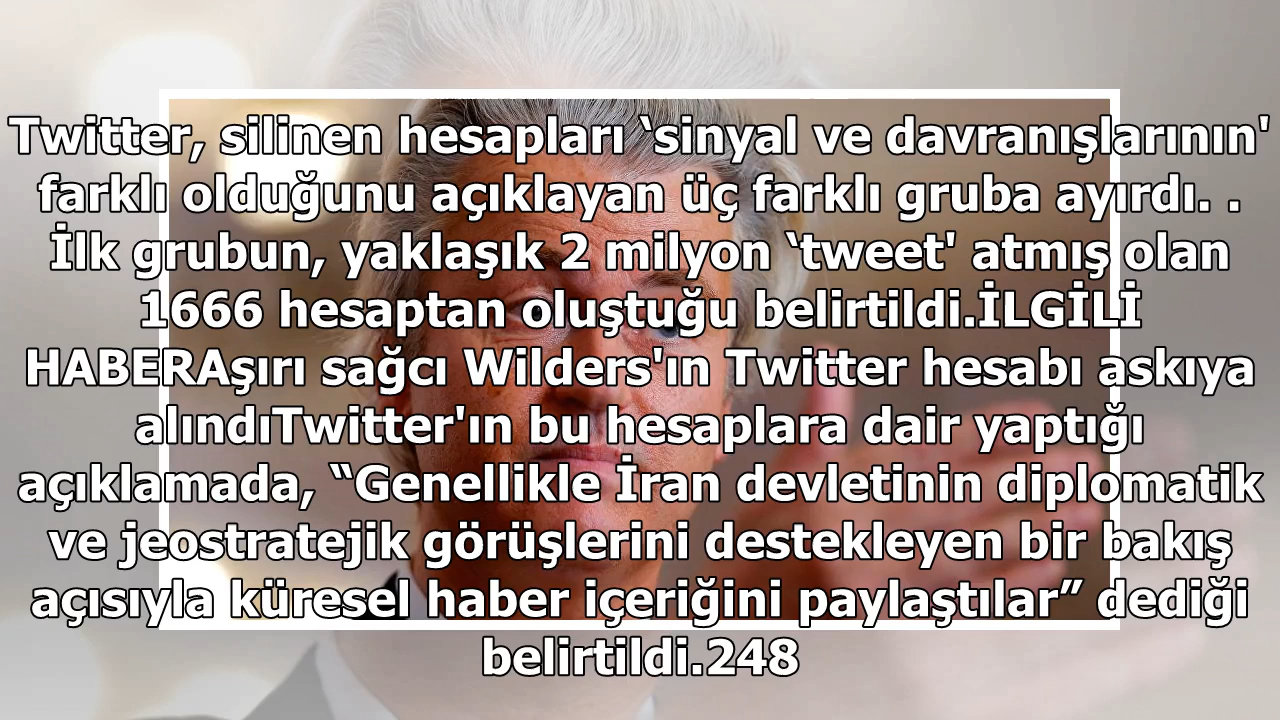 Twitter, silinen hesapları ‘sinyal ve davranışlarının'
farklı olduğunu açıklayan üç farklı gruba ayırdı. .
İlk grubun, yaklaşık 2 milyon ‘tweet' atmış olan
1666 hesaptan oluştuğu belirtildi.İLGİLİ
HABERAşırı sağcı Wilders'ın Twitter hesabı askıya
alındıTwitter'ın bu hesaplara dair yaptığı
açıklamada, “Genellikle İran devletinin diplomatik
ve jeostratejik görüşlerini destekleyen bir bakış
açısıyla küresel haber içeriğini paylaştılar” dediği
belirtildi.248